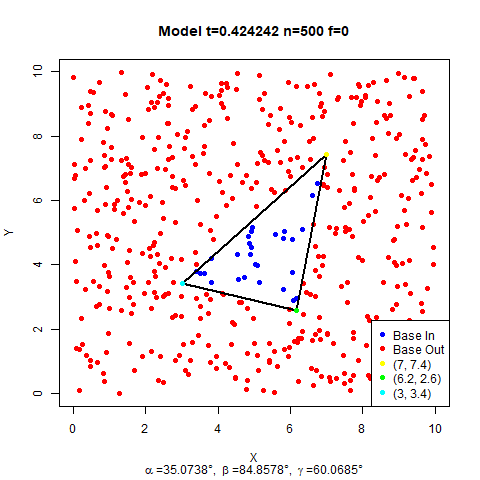 Model t=0.424242 n=500 f=0
10
8
6
4
2
0
Y
Base In
Base Out
(7, 7.4)
(6.2, 2.6)
(3, 3.4)
0 2 4 6 8 10
X
α=35.0738°, β=84.8578°, γ=60.0685°